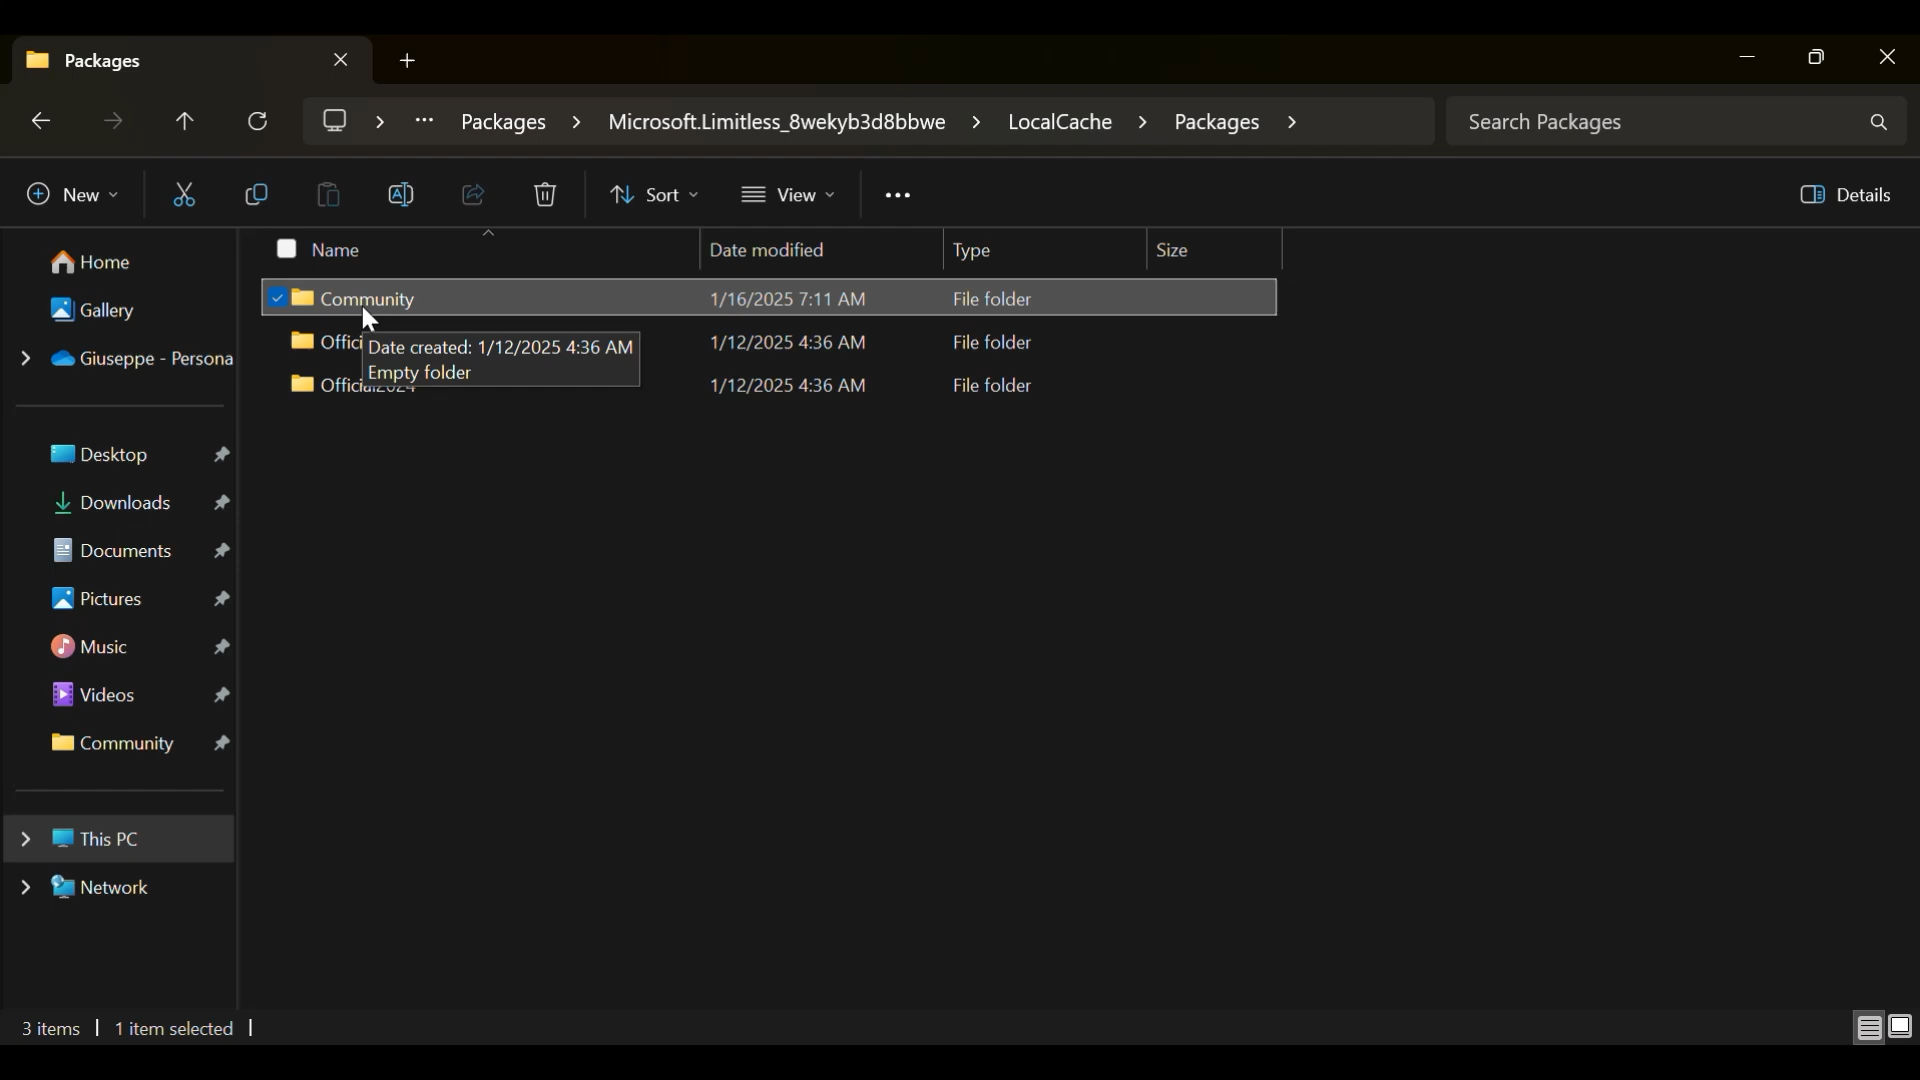 Packages
Packages Microsoft.Limitless_8wekyb3d8bbwe LocalCache Packages
Search Packages
New Sort View Details
Name Date modified Type Size
Community 1/16/2025 7:11 AM File folder
1/12/2025 4:36 AM File folder
1/12/2025 4:36 AM File folder
Date created: 1/12/2025 4:36 AM
Empty folder
Home
Gallery
Giuseppe - Persona
Desktop
Downloads
Documents
Pictures
Music
Videos
Community
This PC
Network
3 items 1 item selected